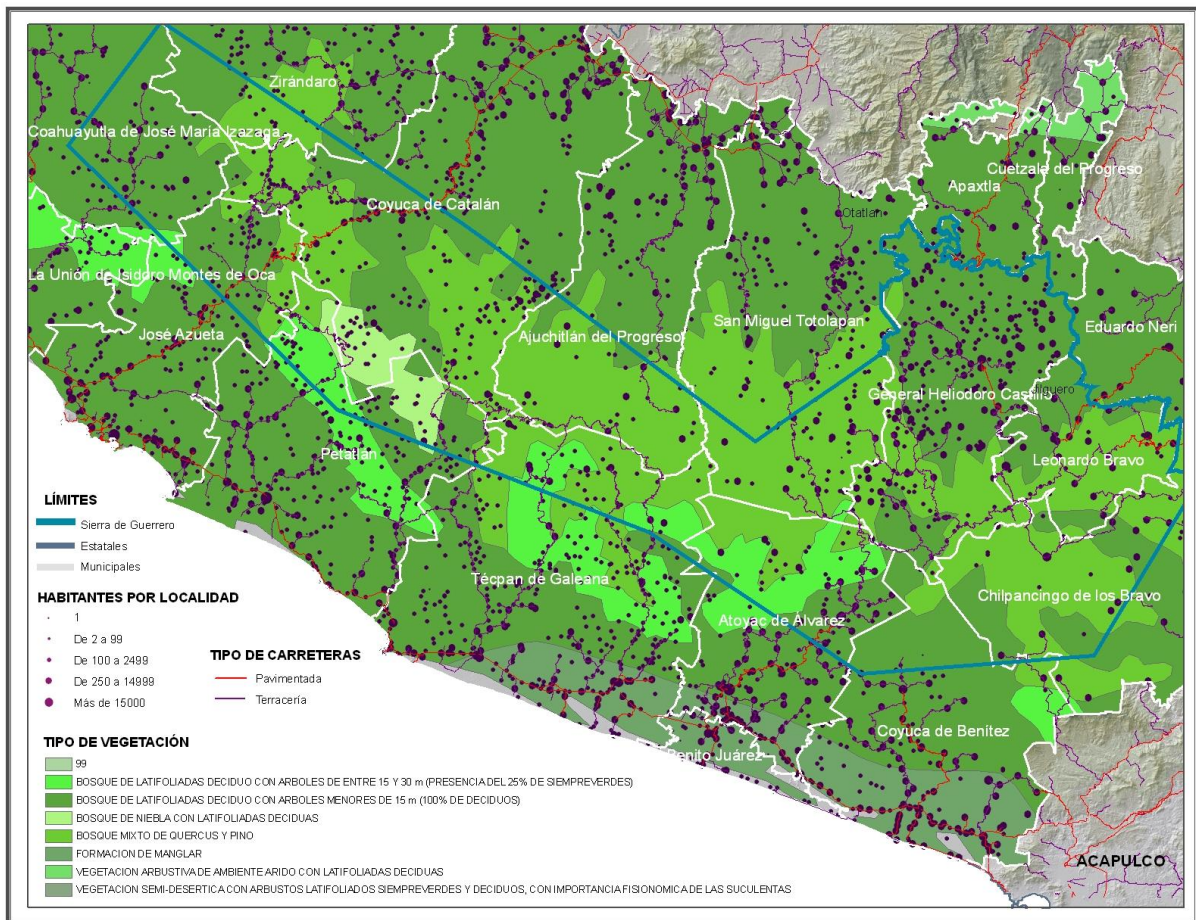 Zirándaro
Coahuayutla de José María Izazaga
Cuetzala del Progreso
Apaxtla
Coyuca de Catalán
Otatlán
La Unión de Isidoro Montes de Oca
José Azueta
Ajuchitlán del Progreso
San Miguel Totolapan
Eduardo Neri
General Heliodoro Castillo
Petatlán
Leonardo Bravo
Técpan de Galeana
Chilpancingo de los Bravo
Atoyac de Álvarez
Coyuca de Benítez
Benito Juárez
ACAPULCO
LÍMITES
Sierra de Guerrero
Estatales
Municipales
HABITANTES POR LOCALIDAD
1
De 2 a 99
De 100 a 2499
De 250 a 14999
Más de 15000
TIPO DE CARRETERAS
Pavimentada
Terracería
TIPO DE VEGETACIÓN
99
BOSQUE DE LATIFOLIADAS DECIDUO CON ARBOLES DE ENTRE 15 Y 30 m (PRESENCIA DEL 25% DE SIEMPREVERDES)
BOSQUE DE LATIFOLIADAS DECIDUO CON ARBOLES MENORES DE 15 m (100% DE DECIDUOS)
BOSQUE DE NIEBLA CON LATIFOLIADAS DECIDUAS
BOSQUE MIXTO DE QUERCUS Y PINO
FORMACION DE MANGLAR
VEGETACION ARBUSTIVA DE AMBIENTE ARIDO CON LATIFOLIADAS DECIDUAS
VEGETACION SEMI-DESERTICA CON ARBUSTOS LATIFOLIADOS SIEMPREVERDES Y DECIDUOS, CON IMPORTANCIA FISIONOMICA DE LAS SUCULENTAS